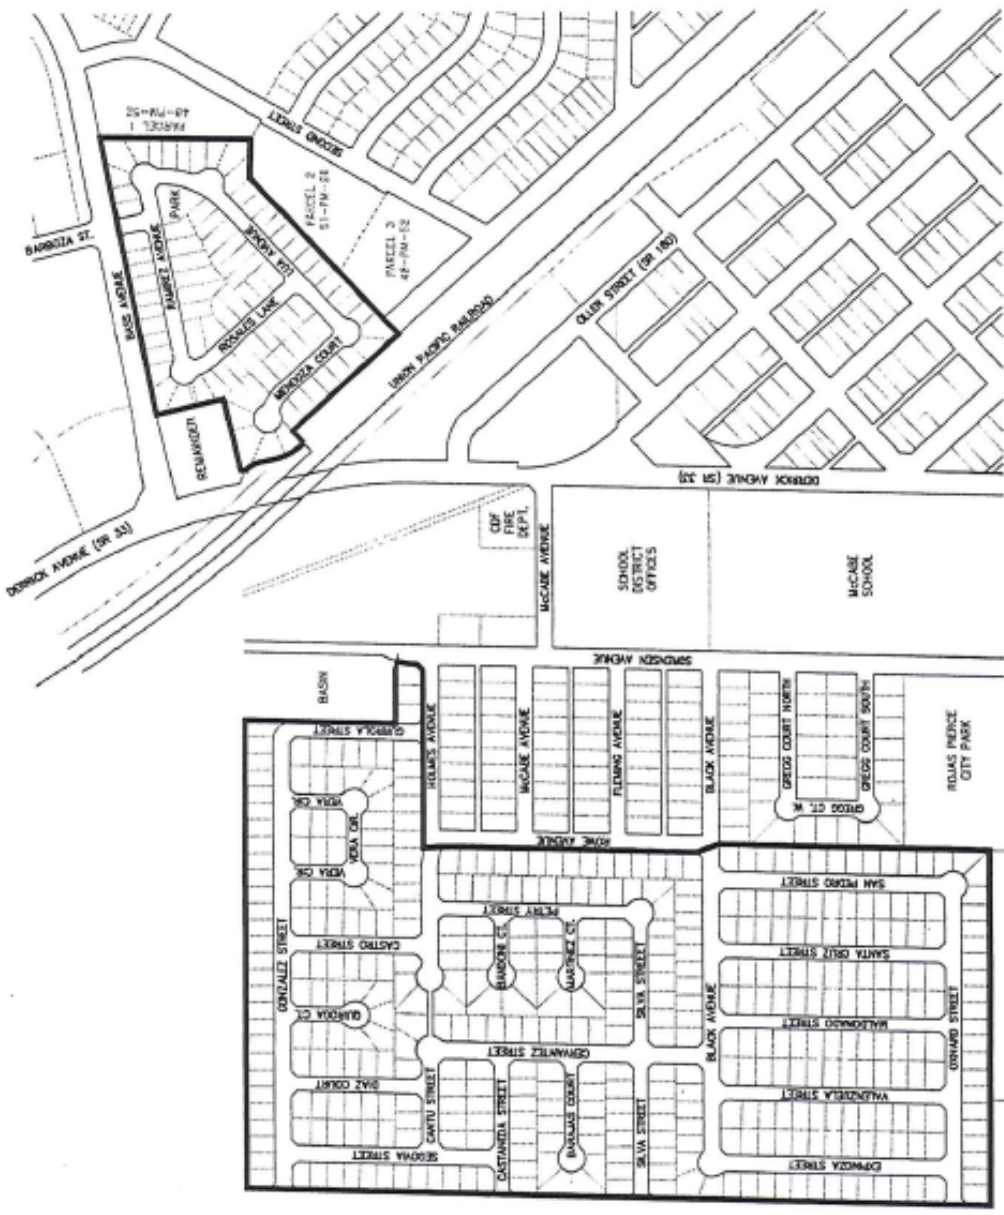 PARCEL 1
48-PM-52
SECOND STREET
PARCEL 2
51-PM-68
PARCEL 3
48-PM-52
BARBOZA ST.
BASS AVENUE
RAMIREZ AVENUE
PARK
LUA AVENUE
ROSALES LANE
MENDOZA COURT
REMAINDER
UNION PACIFIC RAILROAD
OLLER STREET (SR 180)
DERRICK AVENUE (SR 33)
DERRICK AVENUE (SR 33)
CDF
FIRE
DEPT.
McCABE AVENUE
SCHOOL
DISTRICT
OFFICES
McCABE
SCHOOL
SORENSEN AVENUE
BASIN
GURROLA STREET
HOLMES AVENUE
McCABE AVENUE
FLEMING AVENUE
BLACK AVENUE
GREGG COURT NORTH
GREGG COURT SOUTH
GREGG CT. W.
ROJAS PIERCE
CITY PARK
VERA CIR.
VERA CIR.
VERA CIR.
ROWE AVENUE
GONZALEZ STREET
CASTRO STREET
PETRY STREET
SAN PEDRO STREET
BANDONI CT.
MARTINEZ CT.
SILVA STREEET
SANTA CRUZ STREET
QUIROGA CT.
BLACK AVENUE
MALDONADO STREET
OXNARD STREET
CERVANTEZ STREET
DIAZ COURT
CANTU STREET
CASTANEDA STREET
BARAJAS COURT
SILVA STREET
VALENZUELA STREET
SEGOVIA STREET
ESPINOZA STREET